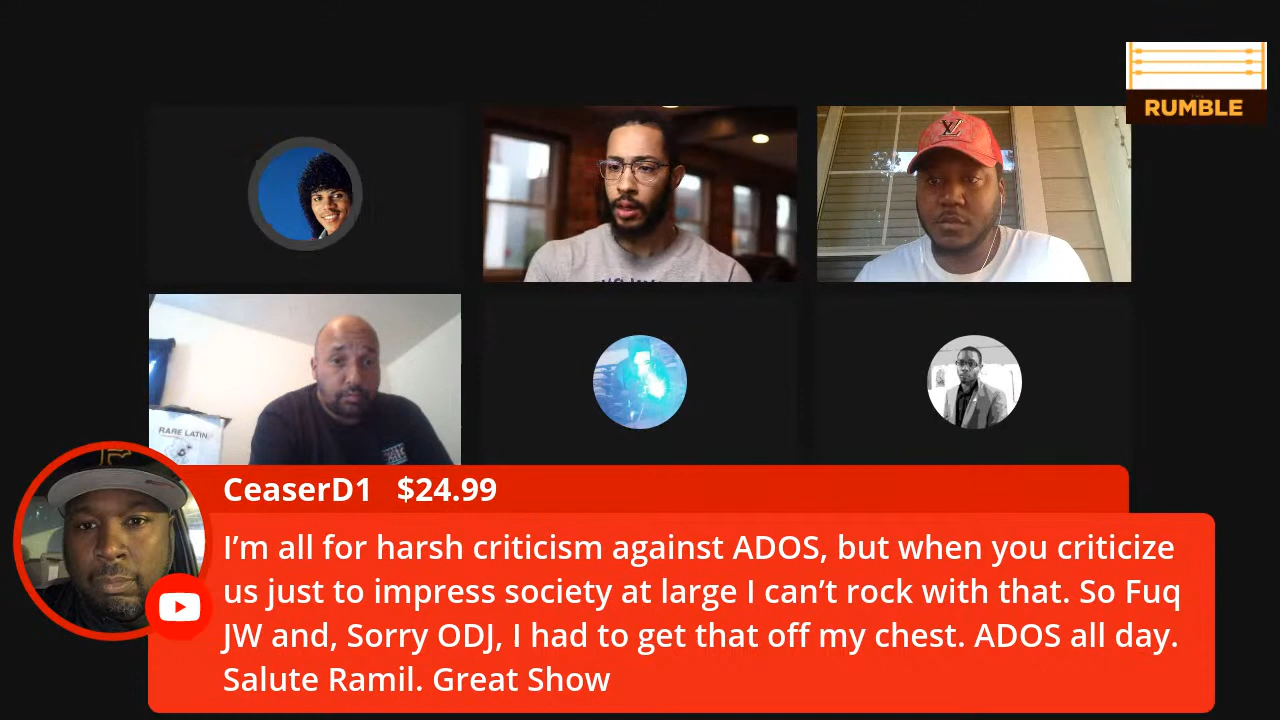 RUMBLE
RARE LATIN
CeaserD1 $24.99
I’m all for harsh criticism against ADOS, but when you criticize
us just to impress society at large I can’t rock with that. So Fuq
JW and, Sorry ODJ, I had to get that off my chest. ADOS all day.
Salute Ramil. Great Show